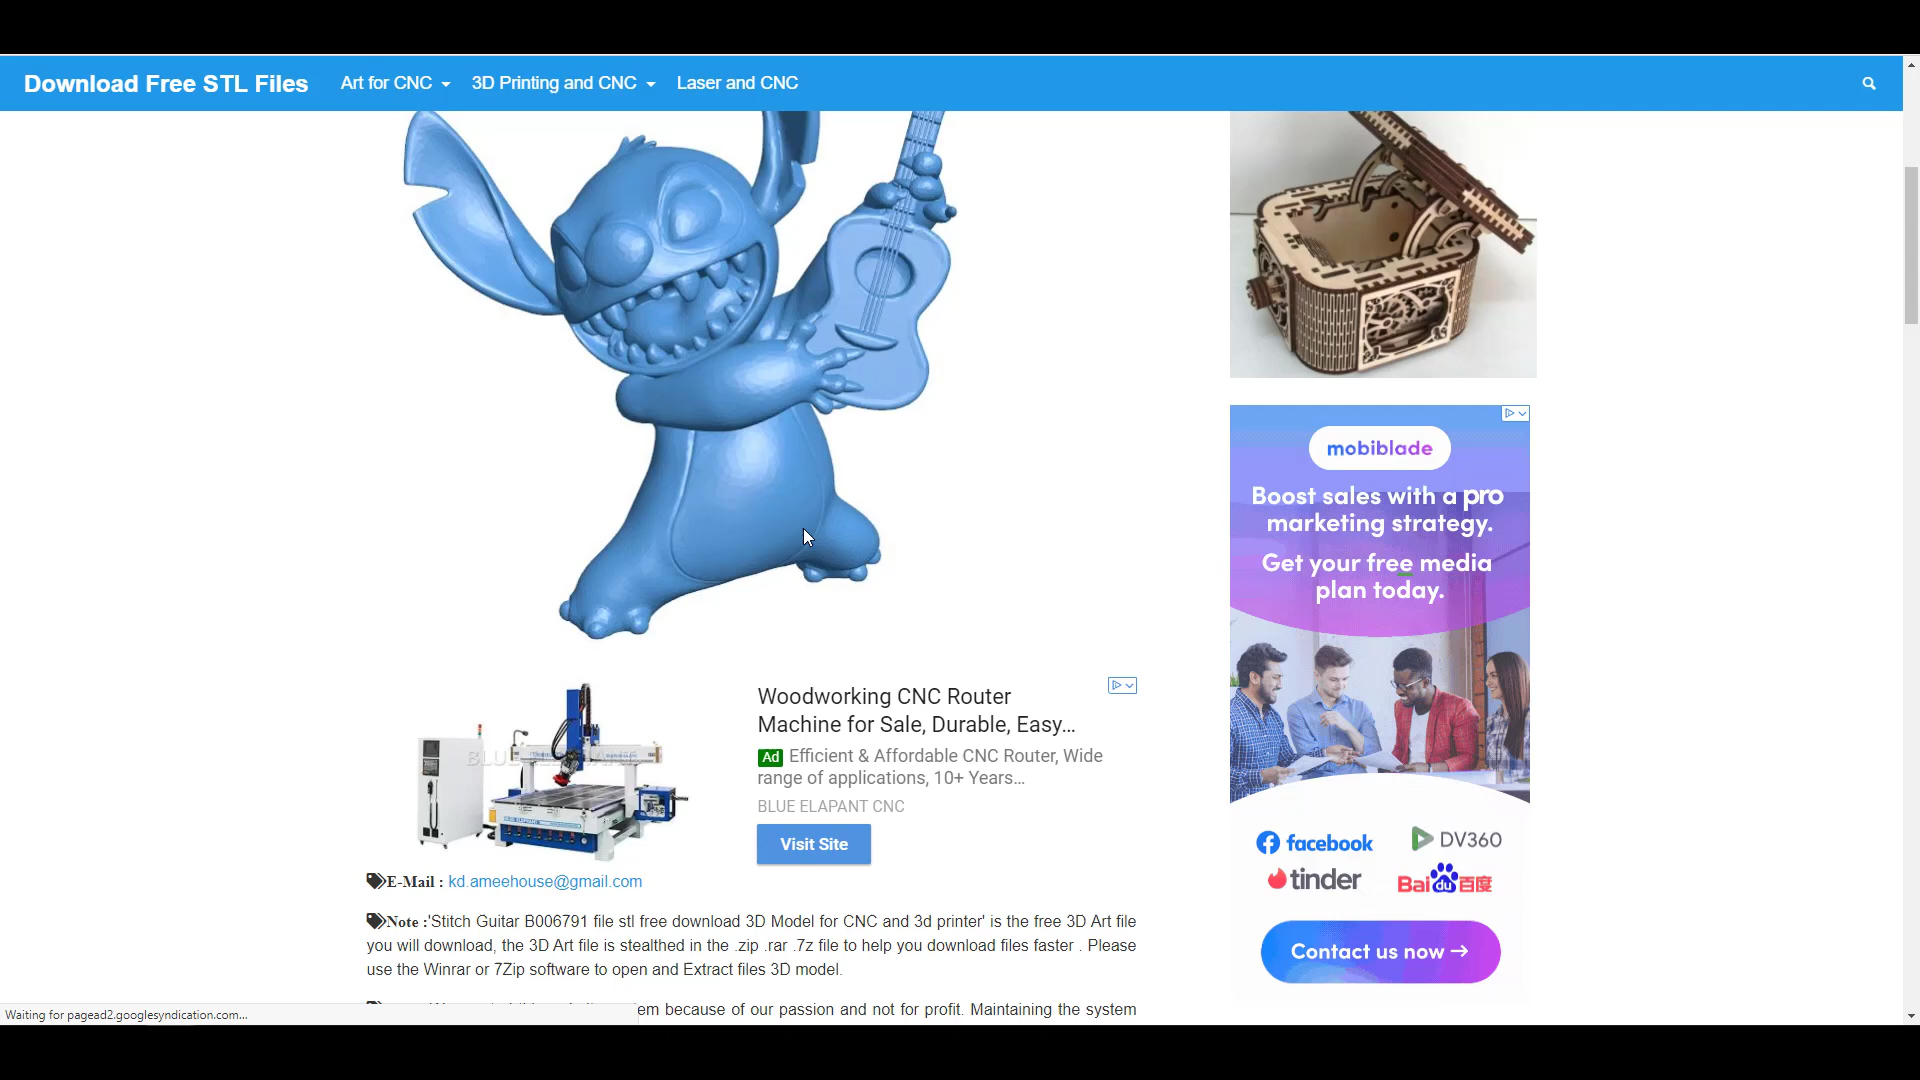 Download Free STL Files
Art for CNC
3D Printing and CNC
Laser and CNC
mobiblade
Boost sales with a pro
marketing strategy.
Get your free media
plan today.
facebook
DV360
tinder
Bai du 百度
Contact us now →
Woodworking CNC Router
Machine for Sale, Durable, Easy...
Ad Efficient & Affordable CNC Router, Wide
range of applications, 10+ Years...
BLUE ELAPANT CNC
Visit Site
E-Mail : kd.ameehouse@gmail.com
Note :'Stitch Guitar B006791 file stl free download 3D Model for CNC and 3d printer' is the free 3D Art file
you will download, the 3D Art file is stealthed in the .zip .rar .7z file to help you download files faster . Please
use the Winrar or 7Zip software to open and Extract files 3D model.
em because of our passion and not for profit. Maintaining the system
Waiting for pagead2.googlesyndication.com...